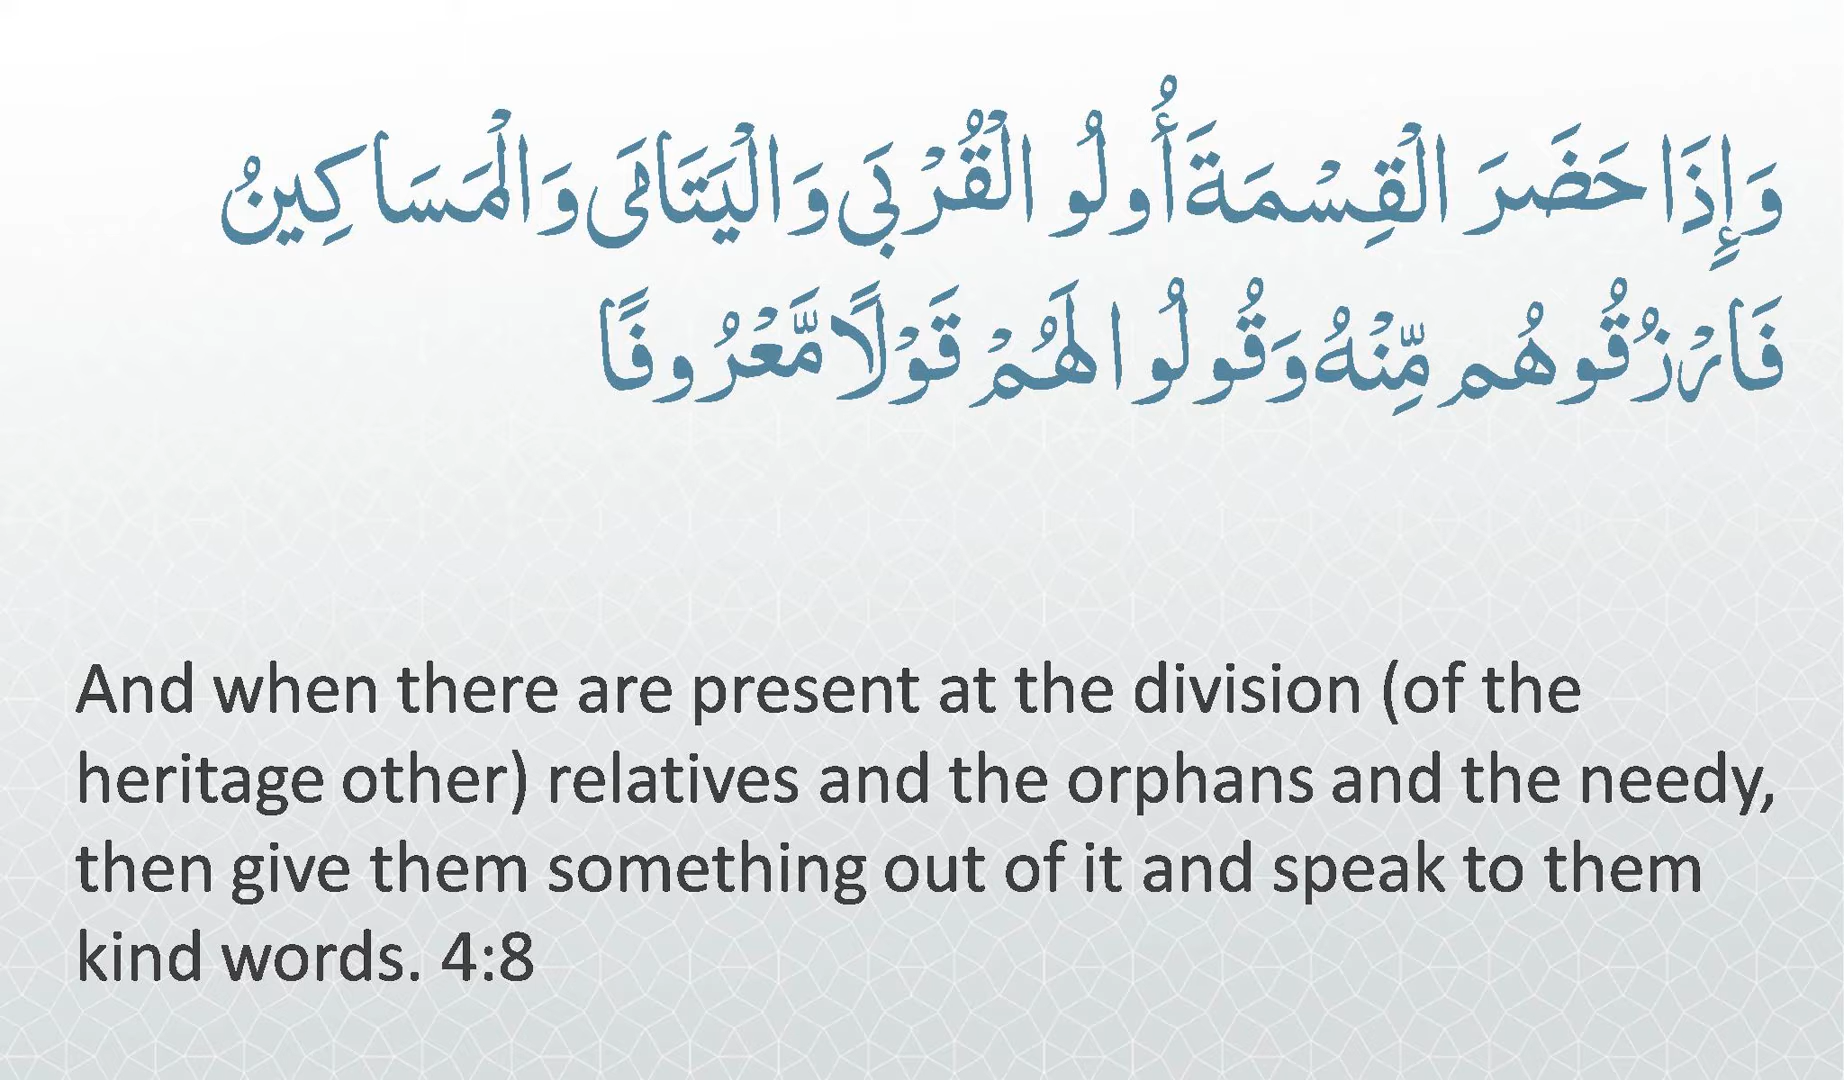 وَإِذَا حَضَرَ الْقِسْمَةَ أُولُو الْقُرْبَى وَالْيَتَامَى وَالْمَسَاكِينُ
فَارْزُقُوهُم مِّنْهُ وَقُولُوا لَهُمْ قَوْلًا مَّعْرُوفًا
And when there are present at the division (of the
heritage other) relatives and the orphans and the needy,
then give them something out of it and speak to them
kind words. 4:8